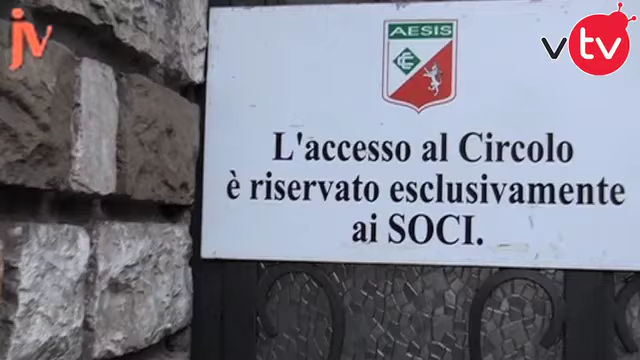 jv
vtv
AESIS
L'accesso al Circolo
è riservato esclusivamente
ai SOCI.